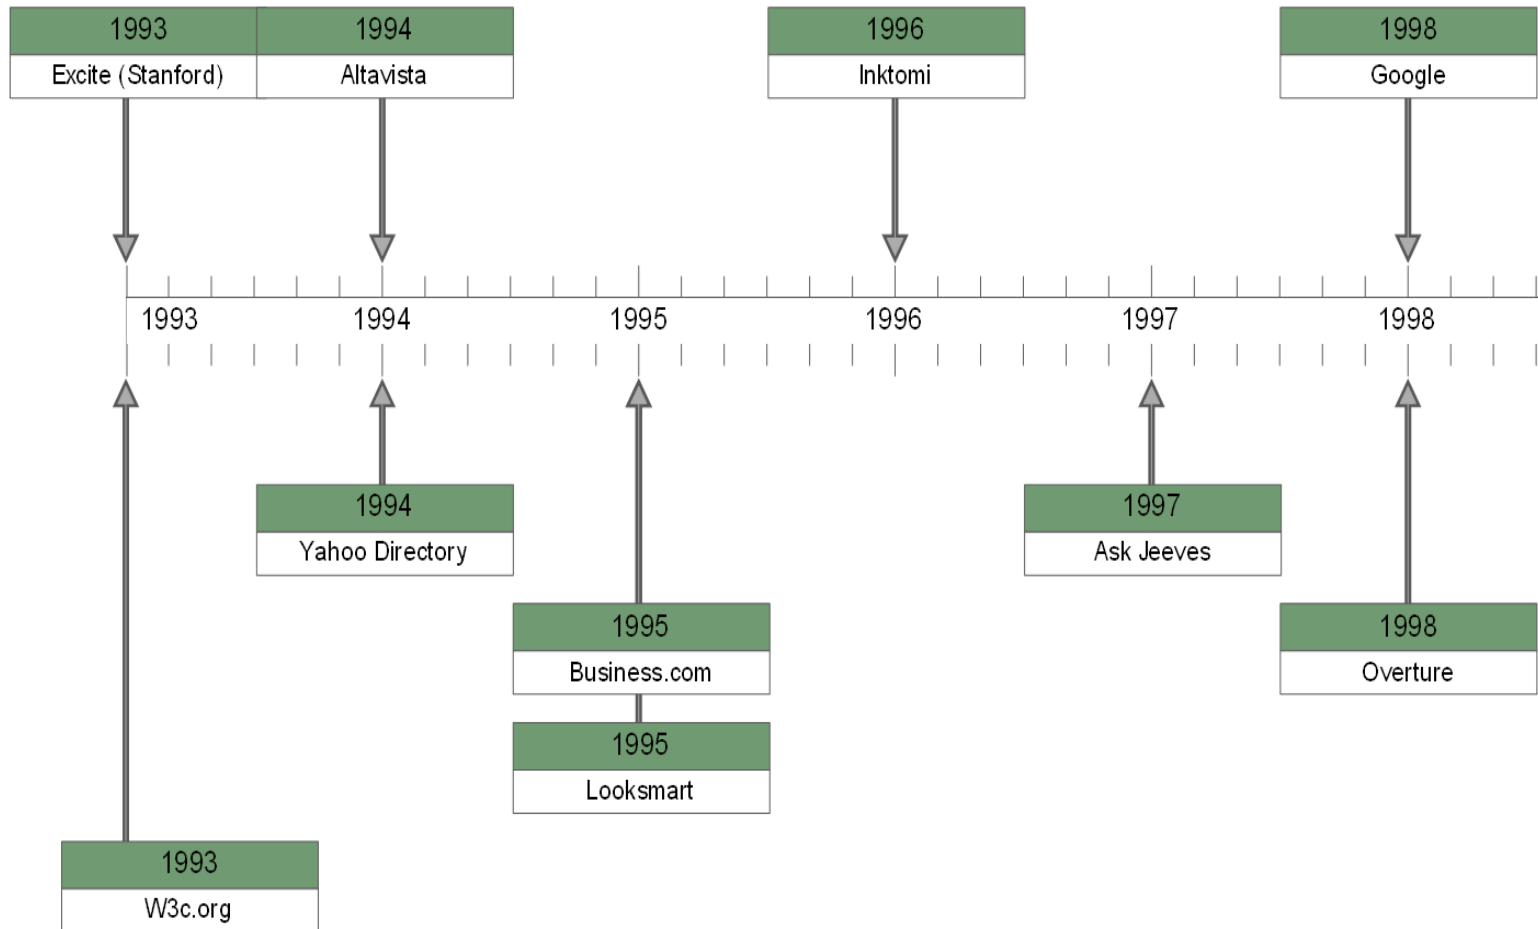 1993
Excite (Stanford)
1994
Altavista
1996
Inktomi
1998
Google
1993
1994
1995
1996
1997
1998
1994
Yahoo Directory
1997
Ask Jeeves
1995
Business.com
1998
Overture
1995
Looksmart
1993
W3c.org